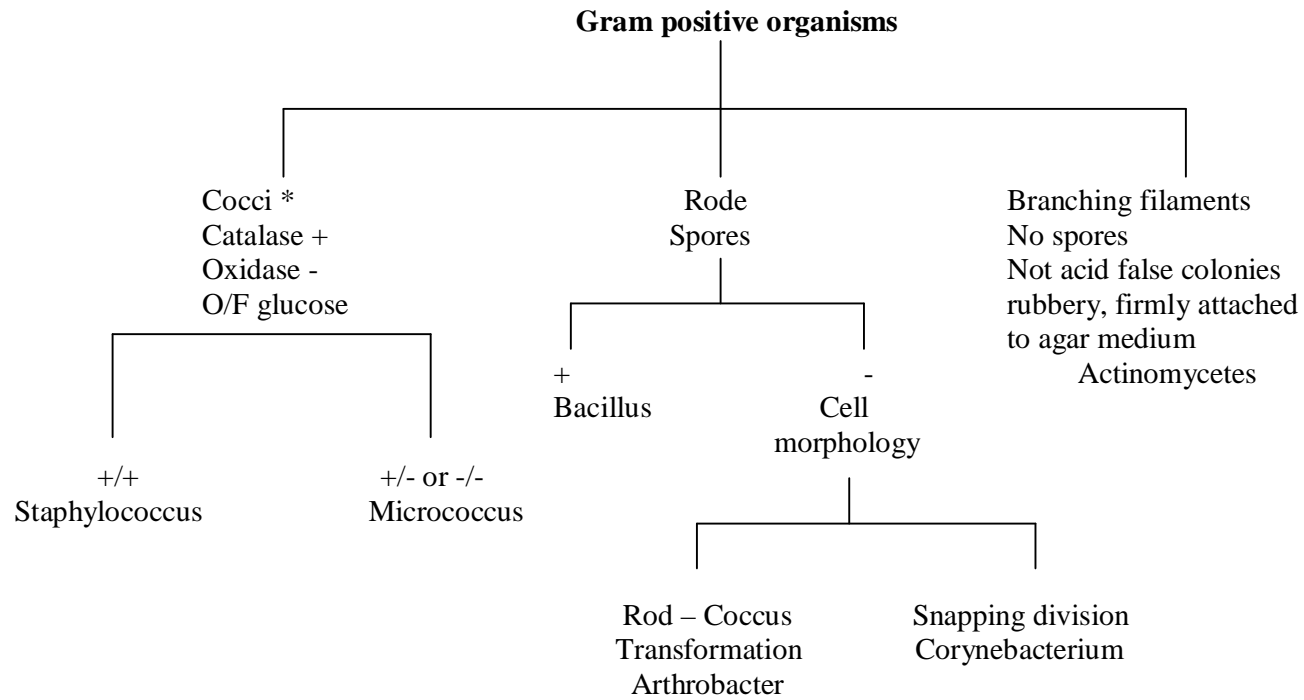 Gram positive organisms
Cocci *
Catalase +
Oxidase -
O/F glucose
Rode
Spores
Branching filaments
No spores
Not acid false colonies
rubbery, firmly attached
to agar medium
Actinomycetes
+
Bacillus
-
Cell
morphology
+/+
Staphylococcus
+/- or -/-
Micrococcus
Rod – Coccus
Transformation
Arthrobacter
Snapping division
Corynebacterium